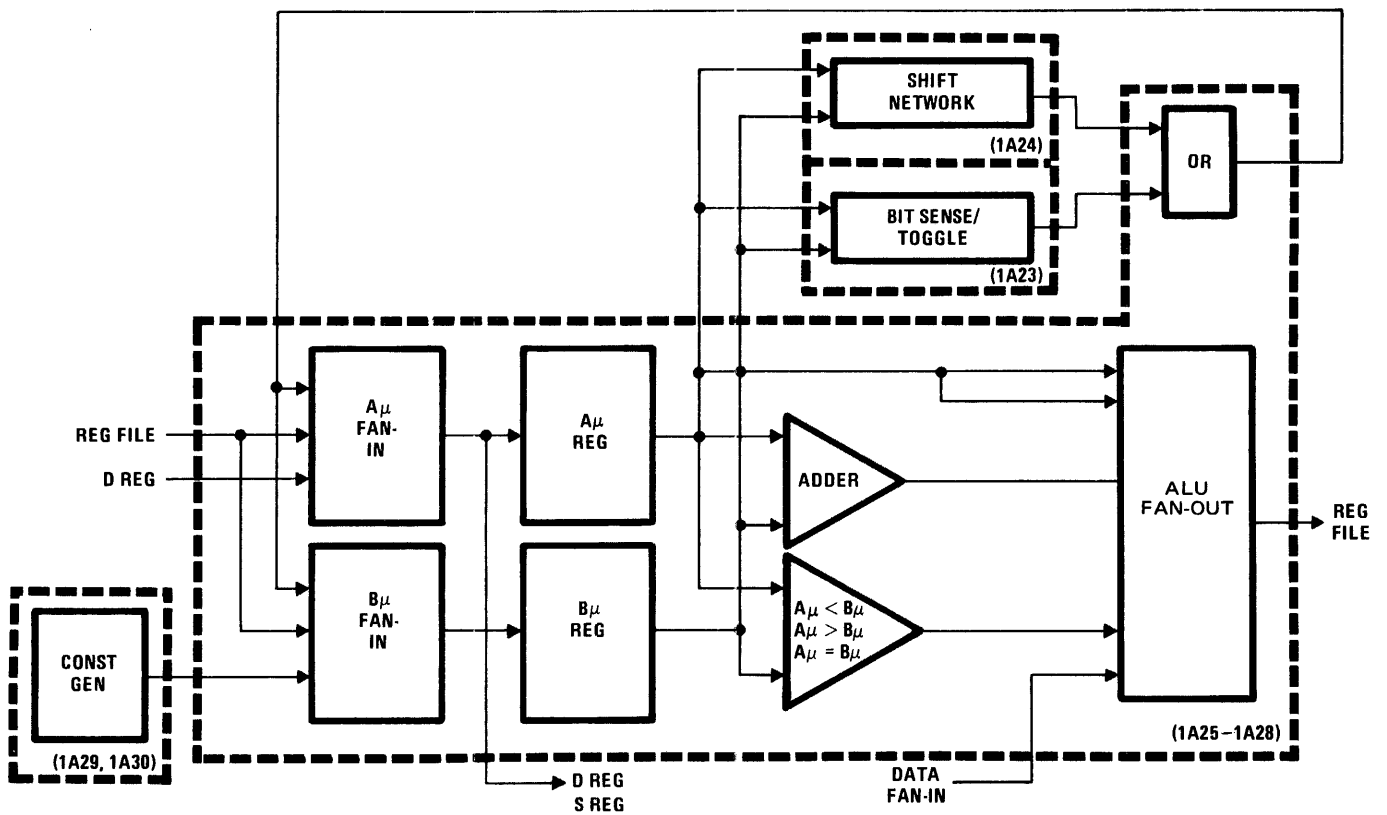 SHIFT
NETWORK
(1A24)
OR
BIT SENSE/
TOGGLE
(1A23)
REG FILE
D REG
Aμ
FAN-
IN
Aμ
REG
ADDER
ALU
FAN-OUT
REG
FILE
Bμ
FAN-
IN
Bμ
REG
Aμ < Bμ
Aμ > Bμ
Aμ = Bμ
CONST
GEN
(1A29, 1A30)
(1A25-1A28)
D REG
S REG
DATA
FAN-IN